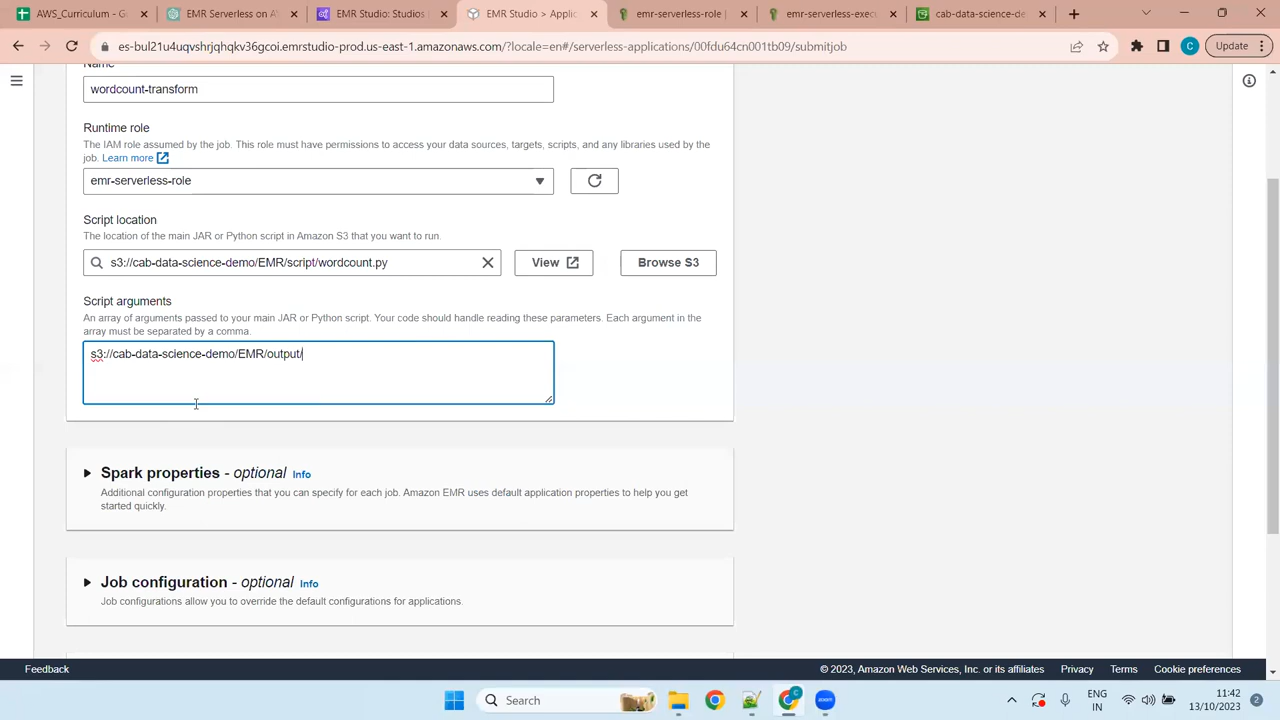 AWS_Curriculum - G
EMR Serverless on A
EMR Studio: Studios
EMR Studio > Applic
emr-serverless-role
emr-serverless-exec
cab-data-science-de
es-bul21u4uqvshrjqhqkv36gcoi.emrstudio-prod.us-east-1.amazonaws.com/?locale=en#/serverless-applications/00fdu64cn001tb09/submitjob
C
Update
Name
wordcount-transform
Runtime role
The IAM role assumed by the job. This role must have permissions to access your data sources, targets, scripts, and any libraries used by the
job. Learn more
emr-serverless-role
Script location
The location of the main JAR or Python script in Amazon S3 that you want to run.
s3://cab-data-science-demo/EMR/script/wordcount.py
View
Browse S3
Script arguments
An array of arguments passed to your main JAR or Python script. Your code should handle reading these parameters. Each argument in the
array must be separated by a comma.
s3://cab-data-science-demo/EMR/output/
Spark properties - optional Info
Additional configuration properties that you can specify for each job. Amazon EMR uses default application properties to help you get
started quickly.
Job configuration - optional Info
Job configurations allow you to override the default configurations for applications.
Feedback
© 2023, Amazon Web Services, Inc. or its affiliates
Privacy
Terms
Cookie preferences
Search
C
zoom
ENG
IN
11:42
13/10/2023
2